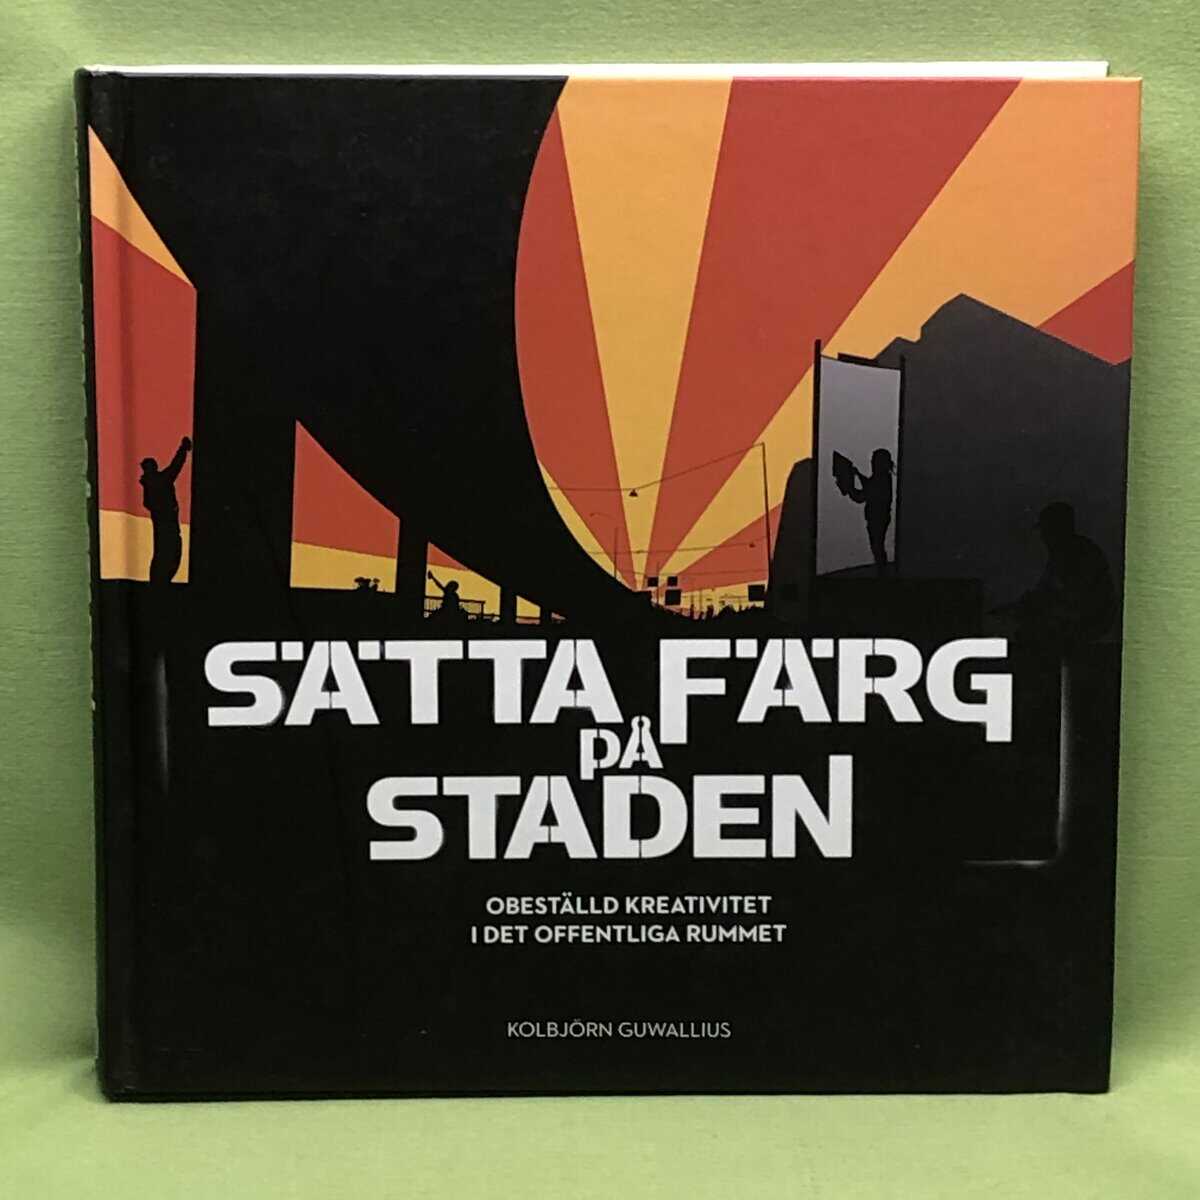 SÄTTA FÄRG
PÅ
STADEN
OBESTÄLLD KREATIVITET
I DET OFFENTLIGA RUMMET
KOLBJÖRN GUWALLIUS